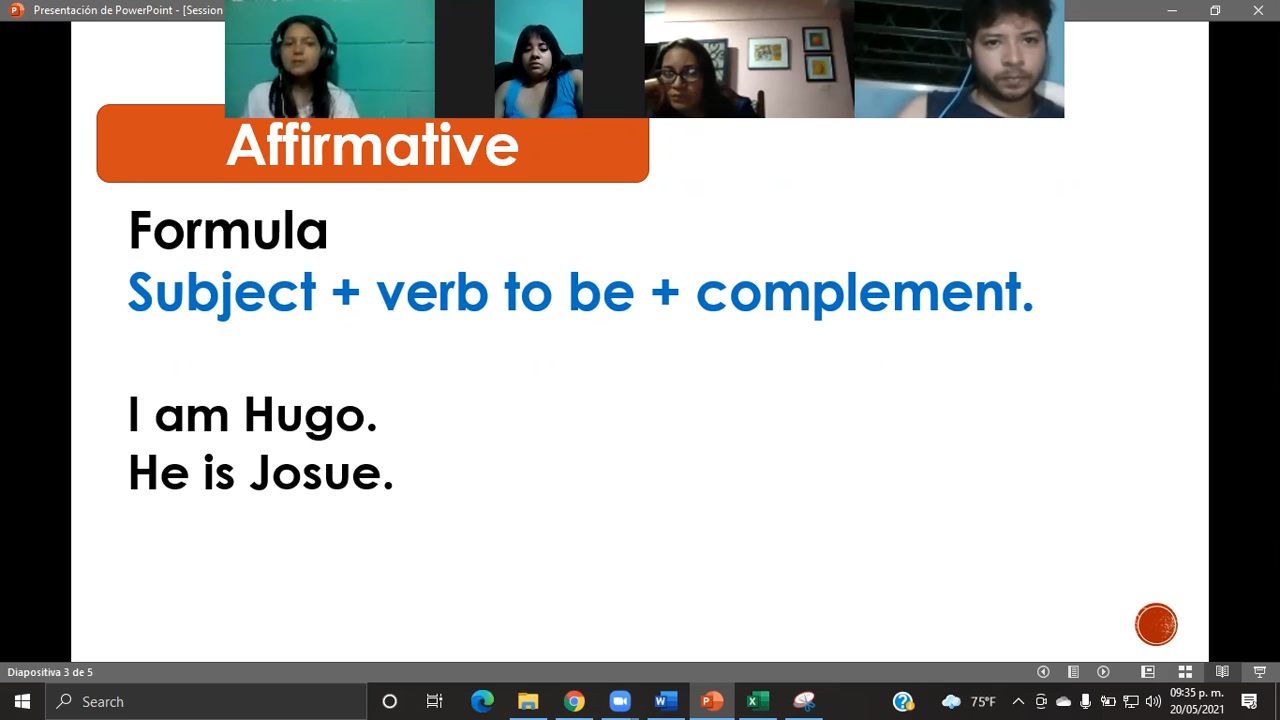 Presentación de PowerPoint - [Session
Affirmative
Formula
Subject + verb to be + complement.
I am Hugo.
He is Josue.
Diapositiva 3 de 5
Search
75°F
09:35 p. m.
20/05/2021